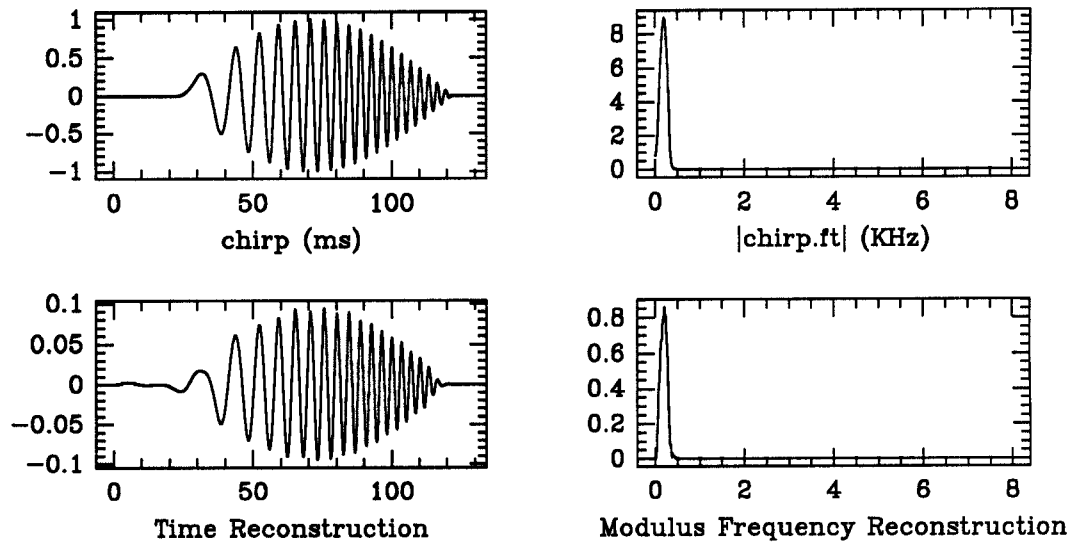 1
0.5
0
−0.5
−1
0 50 100
chirp (ms)
8
6
4
2
0
0 2 4 6 8
|chirp.ft| (KHz)
0.1
0.05
0
−0.05
−0.1
0 50 100
Time Reconstruction
0.8
0.6
0.4
0.2
0
0 2 4 6 8
Modulus Frequency Reconstruction